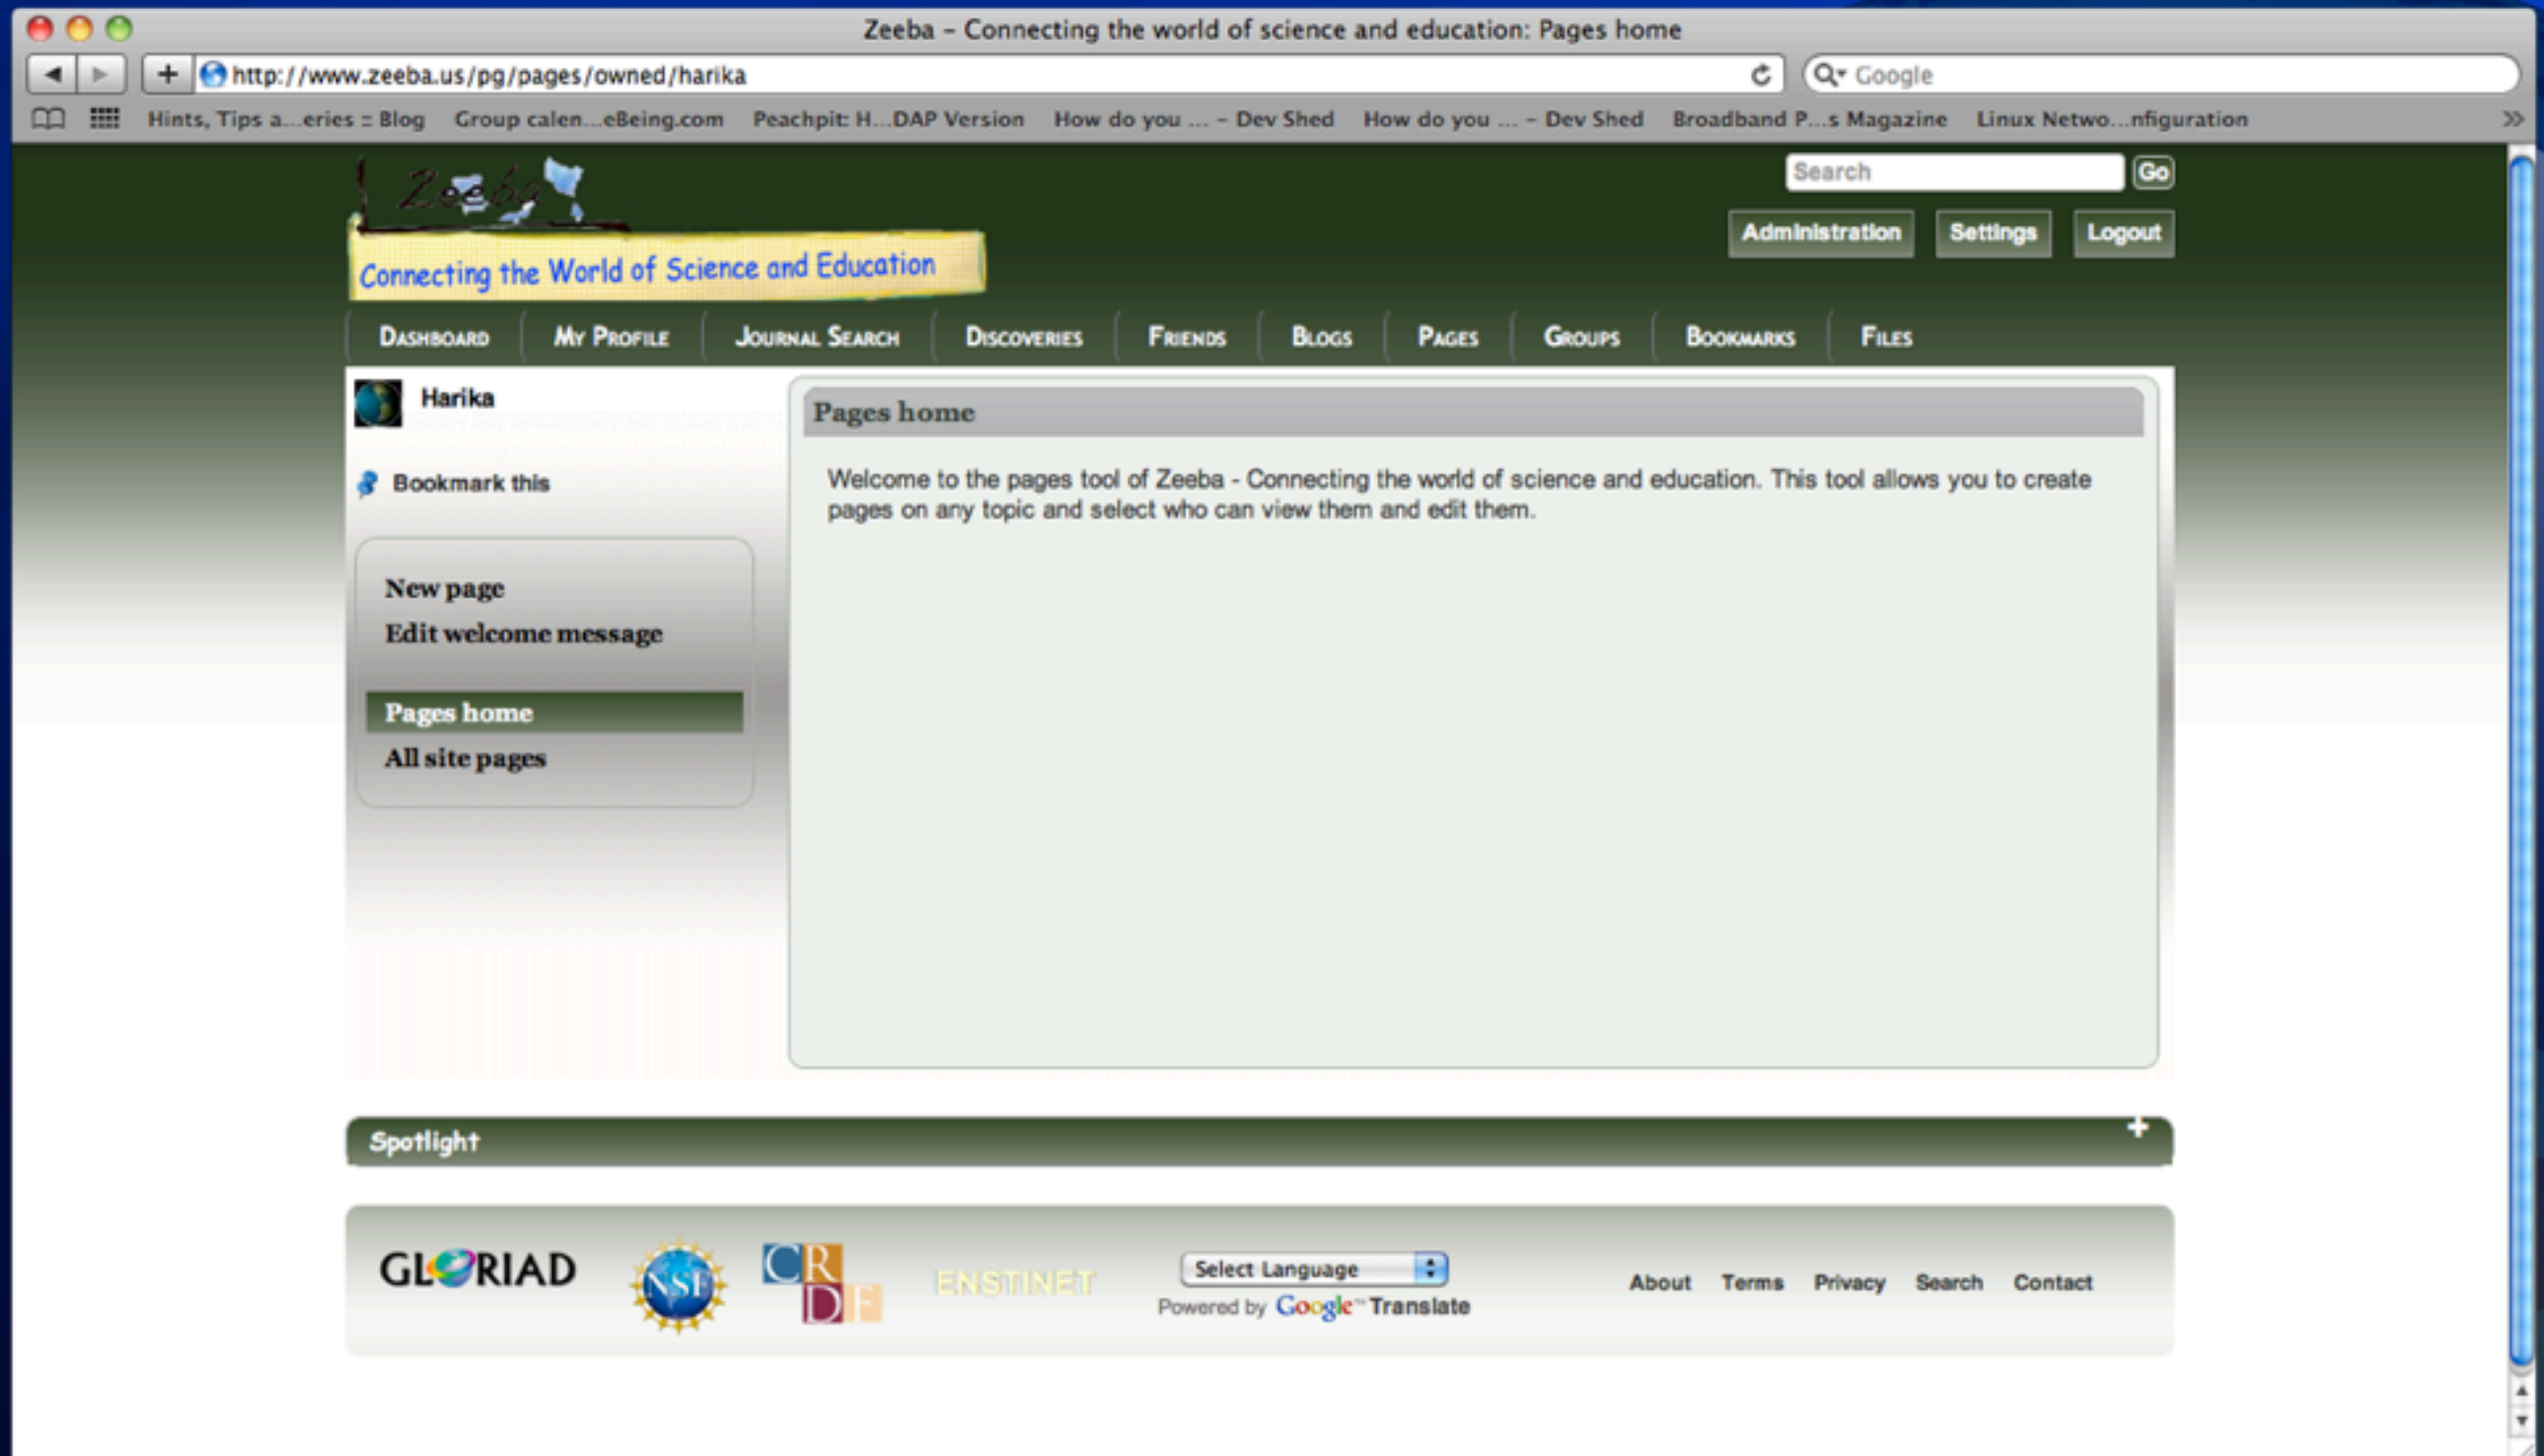 Zeeba – Connecting the world of science and education: Pages home
http://www.zeeba.us/pg/pages/owned/harika
Google
Hints, Tips a...eries :: Blog Group calen...eBeing.com Peachpit: H...DAP Version How do you ... – Dev Shed How do you ... – Dev Shed Broadband P...s Magazine Linux Netwo...nfiguration
Zeeba
Search Go
Administration Settings Logout
Connecting the World of Science and Education
Dashboard My Profile Journal Search Discoveries Friends Blogs Pages Groups Bookmarks Files
Harika
Bookmark this
New page
Edit welcome message
Pages home
All site pages
Pages home
Welcome to the pages tool of Zeeba - Connecting the world of science and education. This tool allows you to create
pages on any topic and select who can view them and edit them.
Spotlight
GLORIAD
NSF
CRDF
ENSTINET
Select Language
Powered by Google™ Translate
About Terms Privacy Search Contact